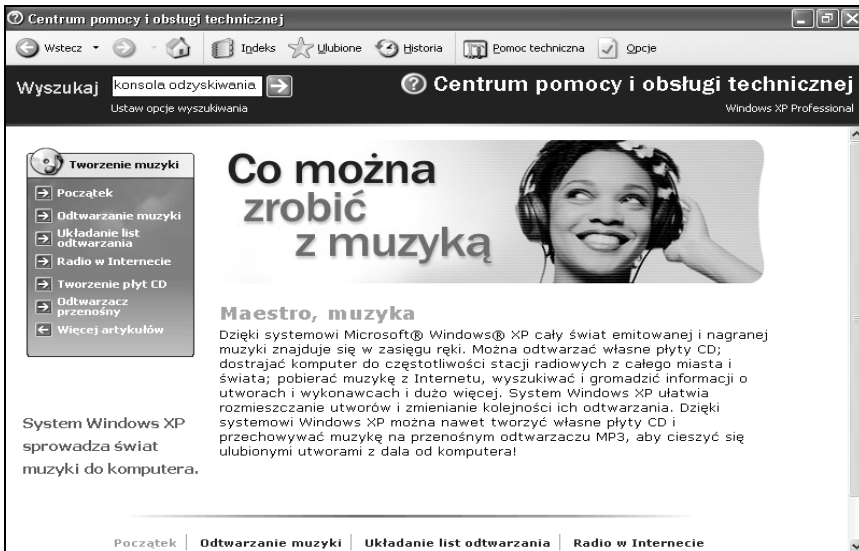 Centrum pomocy i obsługi technicznej
Wstecz
Indeks
Ulubione
Historia
Pomoc techniczna
Opcje
Wyszukaj
konsola odzyskiwania
Ustaw opcje wyszukiwania
Centrum pomocy i obsługi technicznej
Windows XP Professional
Tworzenie muzyki
Początek
Odtwarzanie muzyki
Układanie list
odtwarzania
Radio w Internecie
Tworzenie płyt CD
Odtwarzacz
przenośny
Więcej artykułów
System Windows XP
sprowadza świat
muzyki do komputera.
Co można
zrobić
z muzyką
Maestro, muzyka
Dzięki systemowi Microsoft® Windows® XP cały świat emitowanej i nagranej
muzyki znajduje się w zasięgu ręki. Można odtwarzać własne płyty CD;
dostrajać komputer do częstotliwości stacji radiowych z całego miasta i
świata; pobierać muzykę z Internetu, wyszukiwać i gromadzić informacji o
utworach i wykonawcach i dużo więcej. System Windows XP ułatwia
rozmieszczanie utworów i zmienianie kolejności ich odtwarzania. Dzięki
systemowi Windows XP można nawet tworzyć własne płyty CD i
przechowywać muzykę na przenośnym odtwarzaczu MP3, aby cieszyć się
ulubionymi utworami z dala od komputera!
Początek | Odtwarzanie muzyki | Układanie list odtwarzania | Radio w Internecie